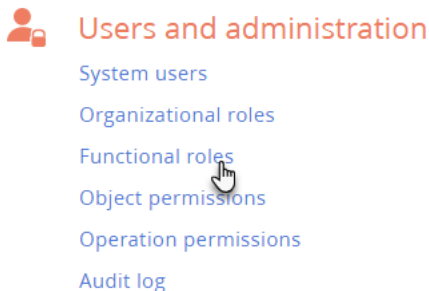 Users and administration
System users
Organizational roles
Functional roles
Object permissions
Operation permissions
Audit log